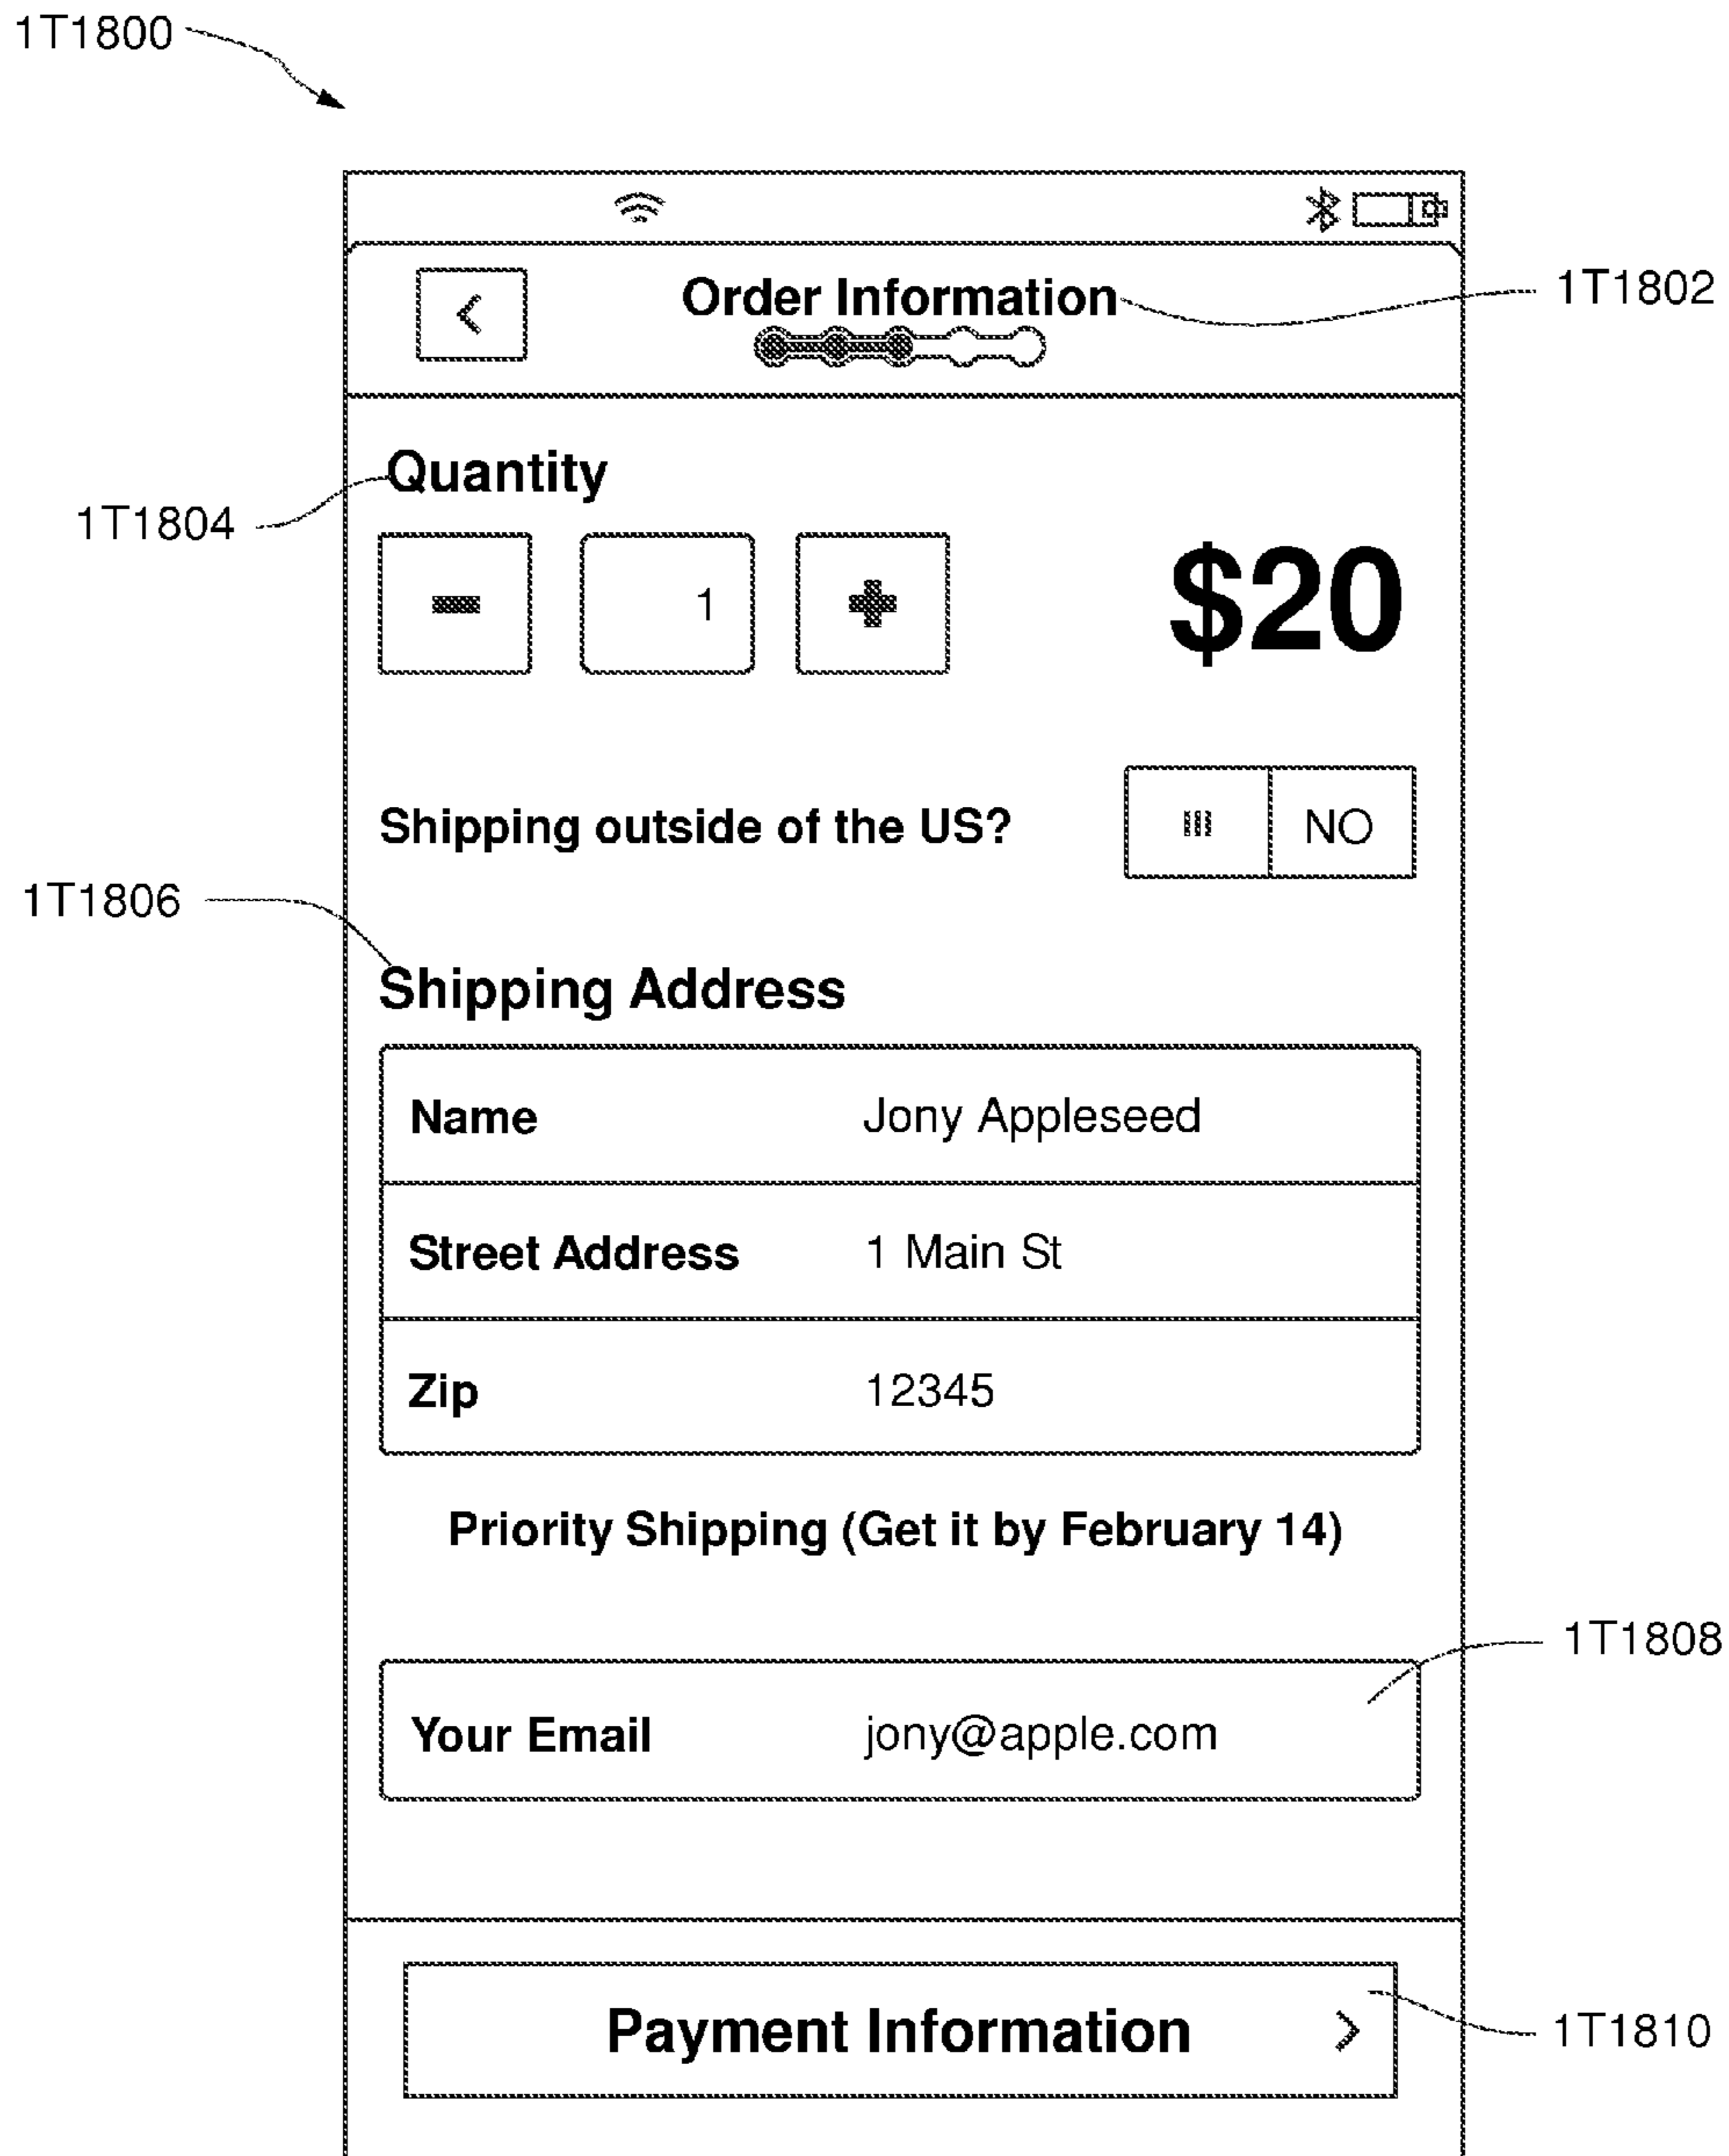 1T1800
Order Information
1T1802
Quantity
1T1804
- 1 + $20
Shipping outside of the US? NO
1T1806
Shipping Address
Name Jony Appleseed
Street Address 1 Main St
Zip 12345
Priority Shipping (Get it by February 14)
1T1808
Your Email jony@apple.com
Payment Information >
1T1810